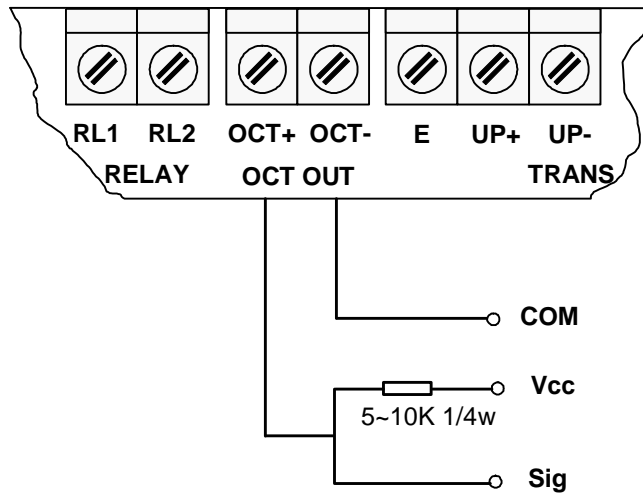 RL1 RL2 OCT+ OCT- E UP+ UP-
RELAY OCT OUT TRANS
COM
Vcc
5~10K 1/4w
Sig